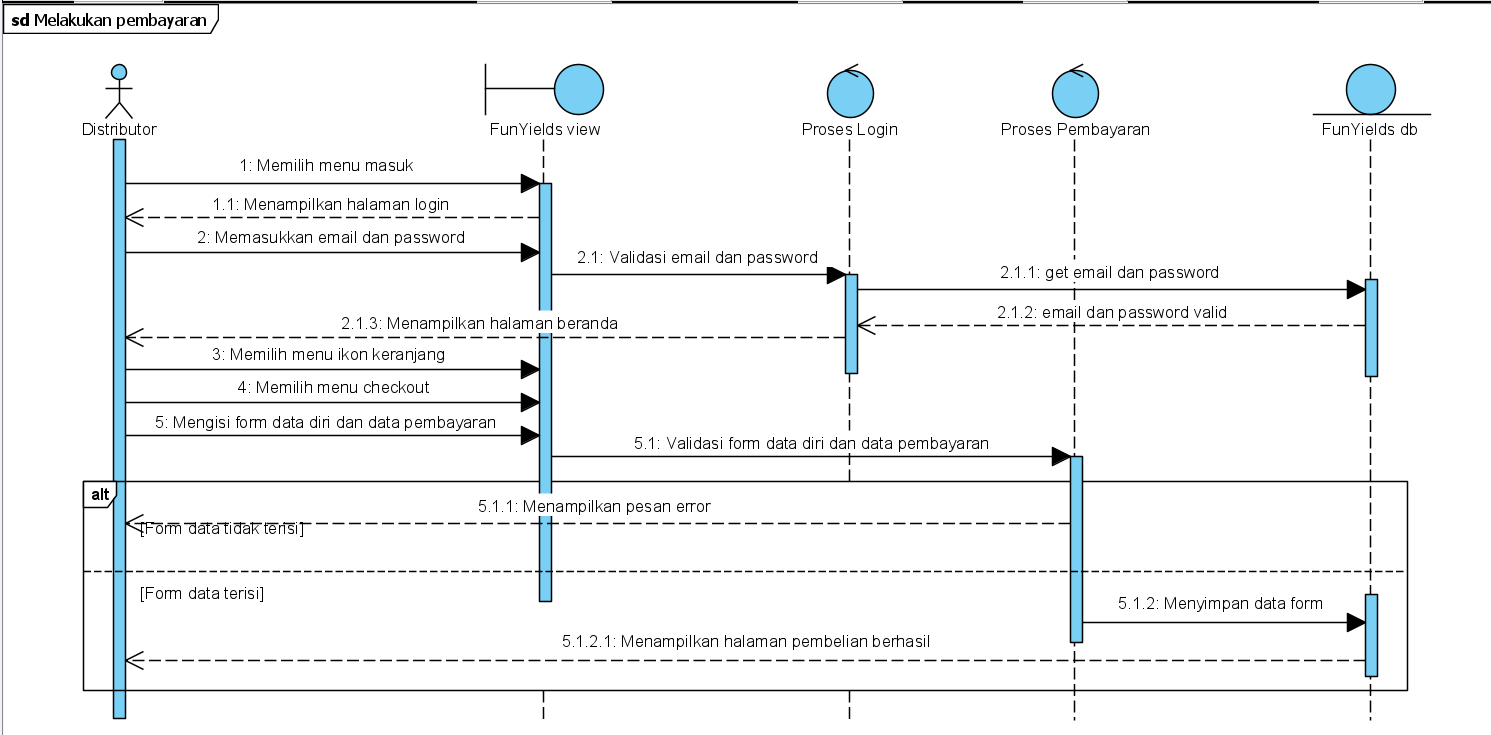 sd Melakukan pembayaran
Distributor
FunYields view
Proses Login
Proses Pembayaran
FunYields db
1: Memilih menu masuk
1.1: Menampilkan halaman login
2: Memasukkan email dan password
2.1: Validasi email dan password
2.1.1: get email dan password
2.1.2: email dan password valid
2.1.3: Menampilkan halaman beranda
3: Memilih menu ikon keranjang
4: Memilih menu checkout
5: Mengisi form data diri dan data pembayaran
5.1: Validasi form data diri dan data pembayaran
alt
5.1.1: Menampilkan pesan error
[Form data tidak terisi]
[Form data terisi]
5.1.2: Menyimpan data form
5.1.2.1: Menampilkan halaman pembelian berhasil